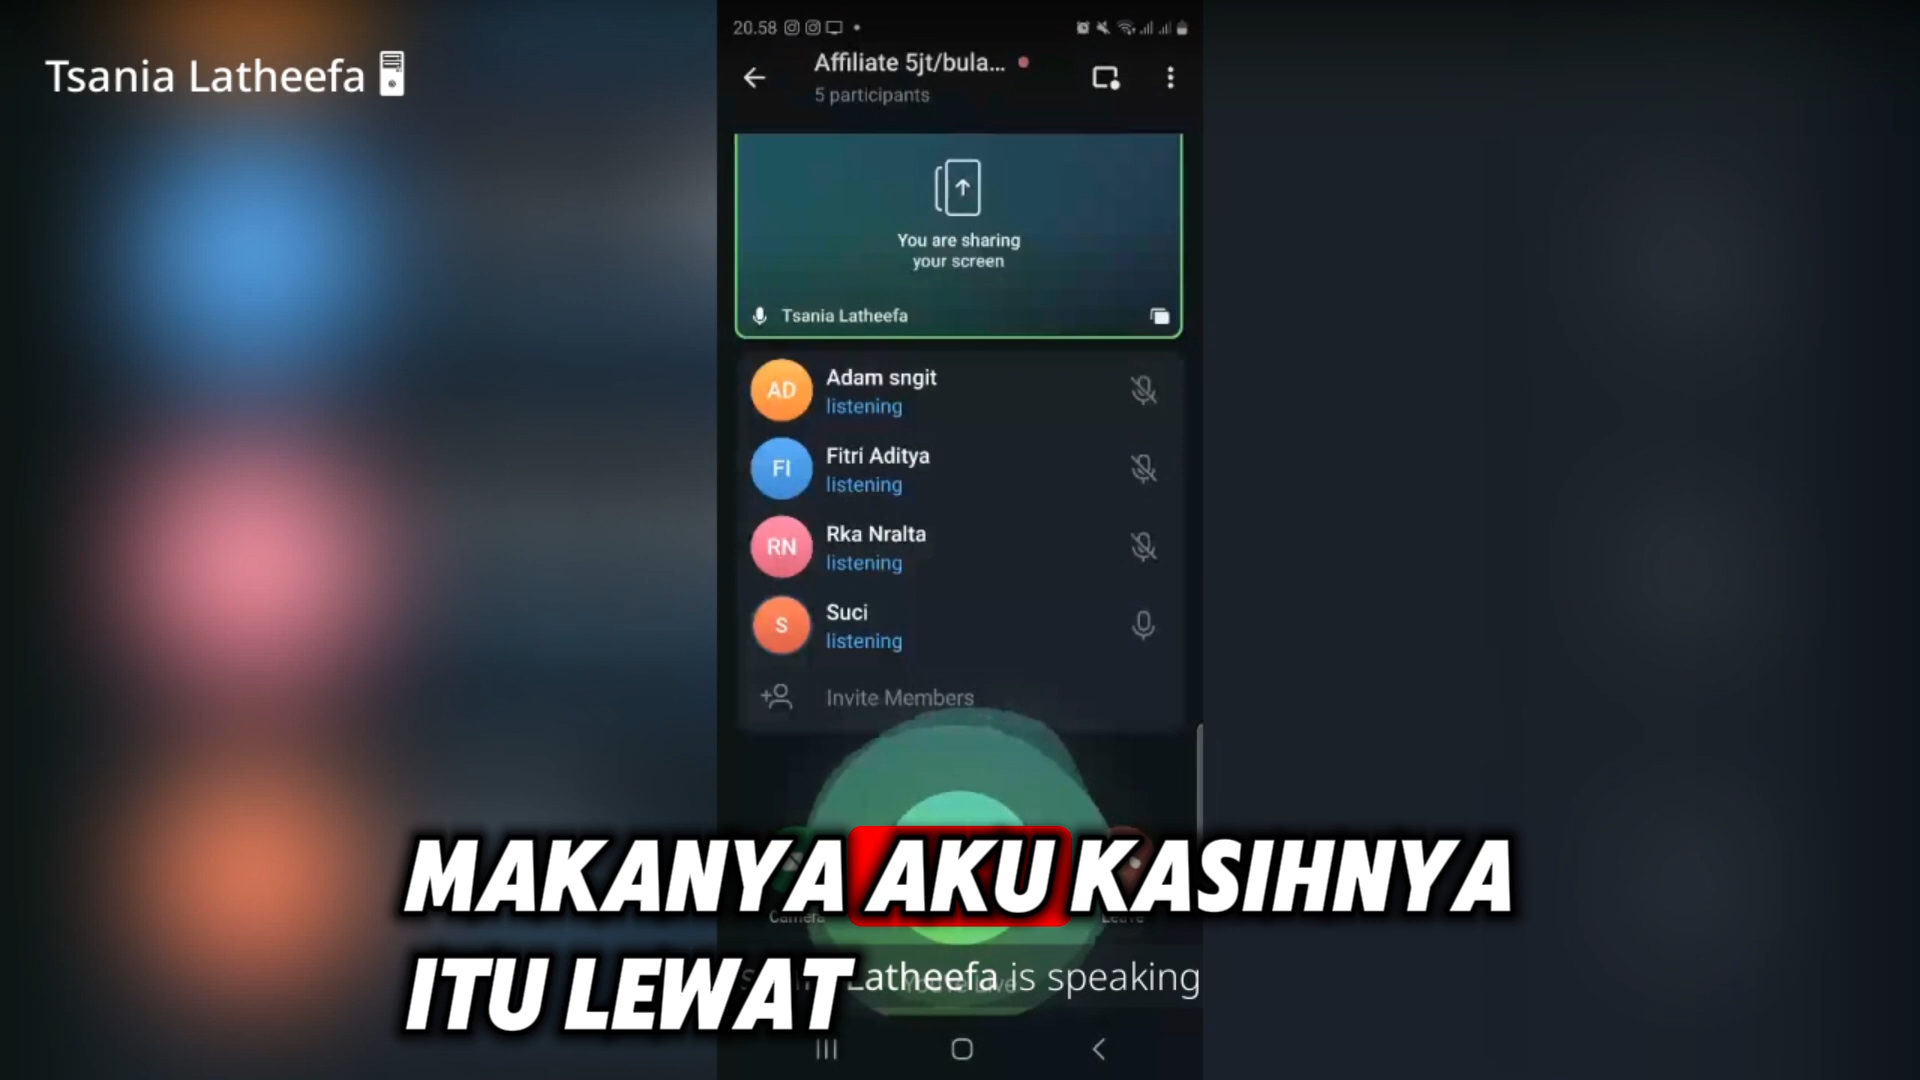 Tsania Latheefa
20.58
Affiliate 5jt/bula...
5 participants
You are sharing
your screen
Tsania Latheefa
AD
Adam sngit
listening
FI
Fitri Aditya
listening
RN
Rka Nralta
listening
S
Suci
listening
Invite Members
MAKANYA AKU KASIHNYA
Camera
Leave
ITU LEWAT
Latheefa is speaking